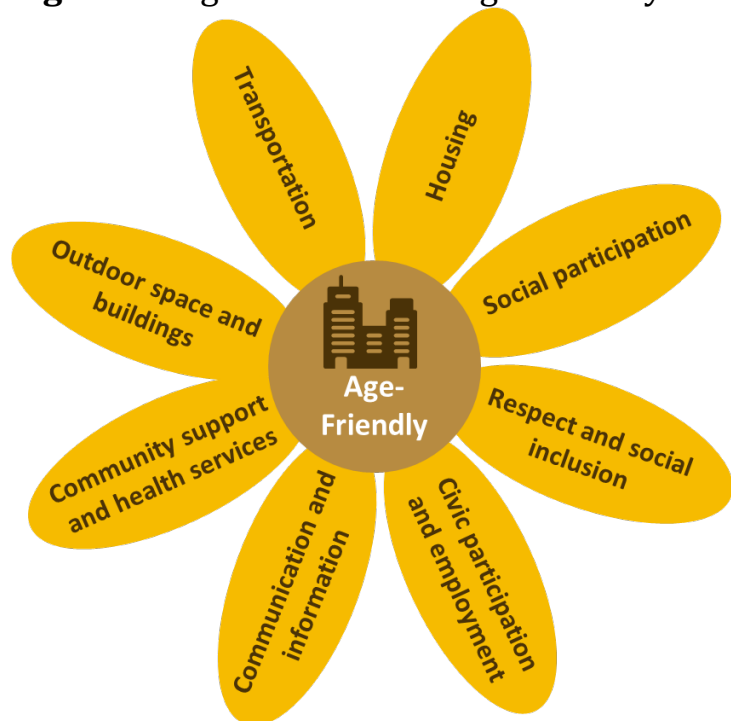 Transportation
Housing
Social participation
Respect and social
inclusion
Civic participation
and employment
Communication and
information
Community support
and health services
Outdoor space and
buildings
Age-
Friendly